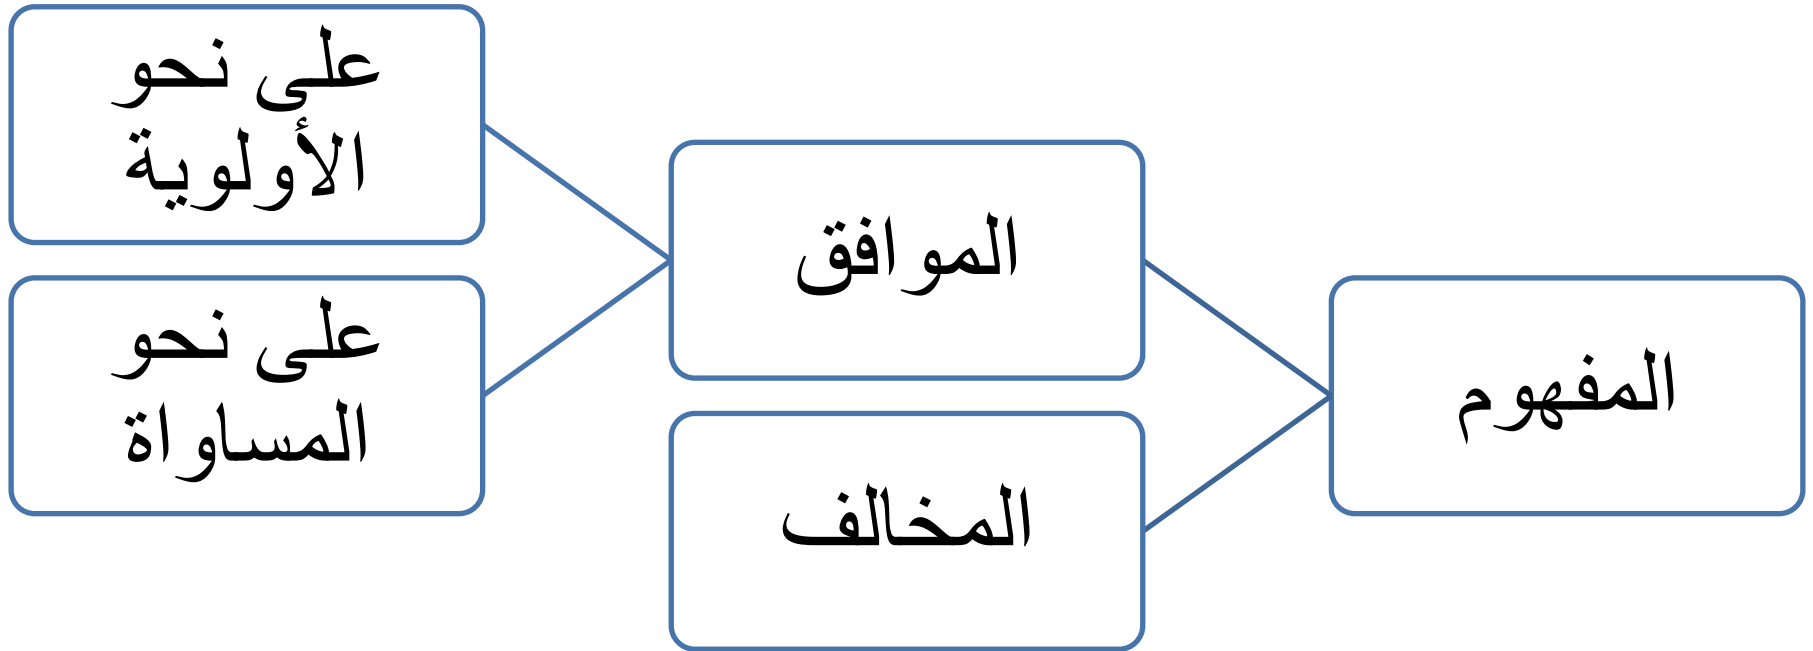 المفهوم
الموافق
على نحو
الأولوية
على نحو
المساواة
المخالف